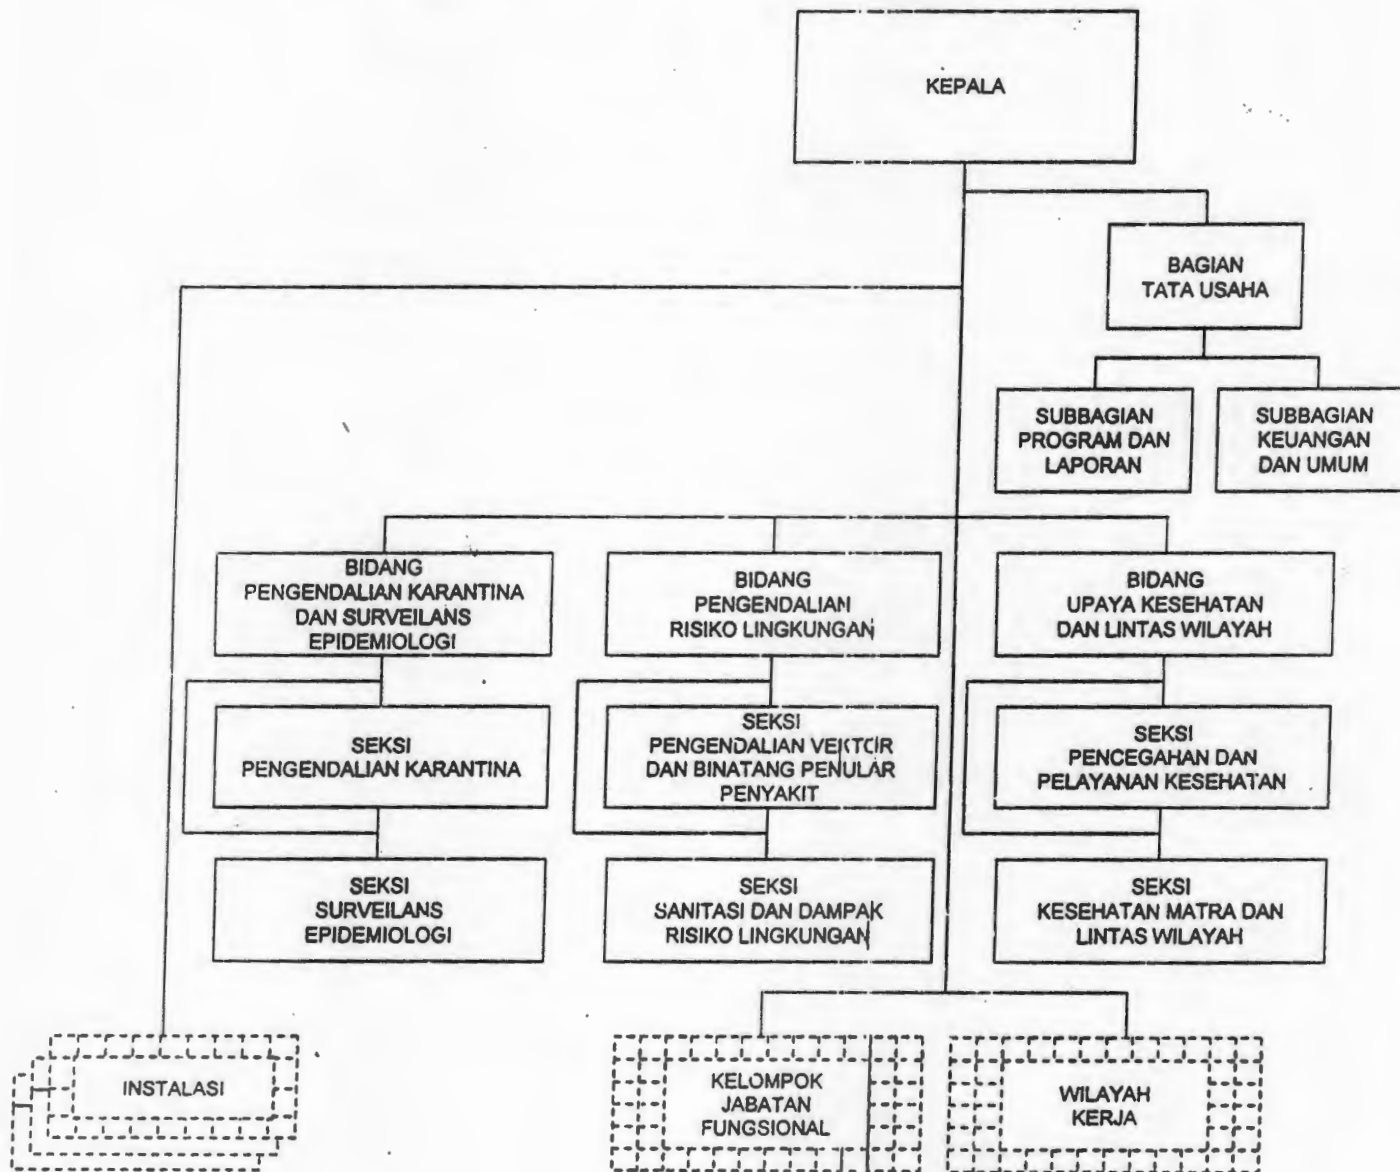 KEPALA
BAGIAN
TATA USAHA
SUBBAGIAN
PROGRAM DAN
LAPORAN
SUBBAGIAN
KEUANGAN
DAN UMUM
BIDANG
PENGENDALIAN KARANTINA
DAN SURVEILANS
EPIDEMIOLOGI
BIDANG
PENGENDALIAN
RISIKO LINGKUNGAN
BIDANG
UPAYA KESEHATAN
DAN LINTAS WILAYAH
SEKSI
PENGENDALIAN KARANTINA
SEKSI
PENGENDALIAN VEKTOR
DAN BINATANG PENULAR
PENYAKIT
SEKSI
PENCEGAHAN DAN
PELAYANAN KESEHATAN
SEKSI
SURVEILANS
EPIDEMIOLOGI
SEKSI
SANITASI DAN DAMPAK
RISIKO LINGKUNGAN
SEKSI
KESEHATAN MATRA DAN
LINTAS WILAYAH
INSTALASI
KELOMPOK
JABATAN
FUNGSIONAL
WILAYAH
KERJA